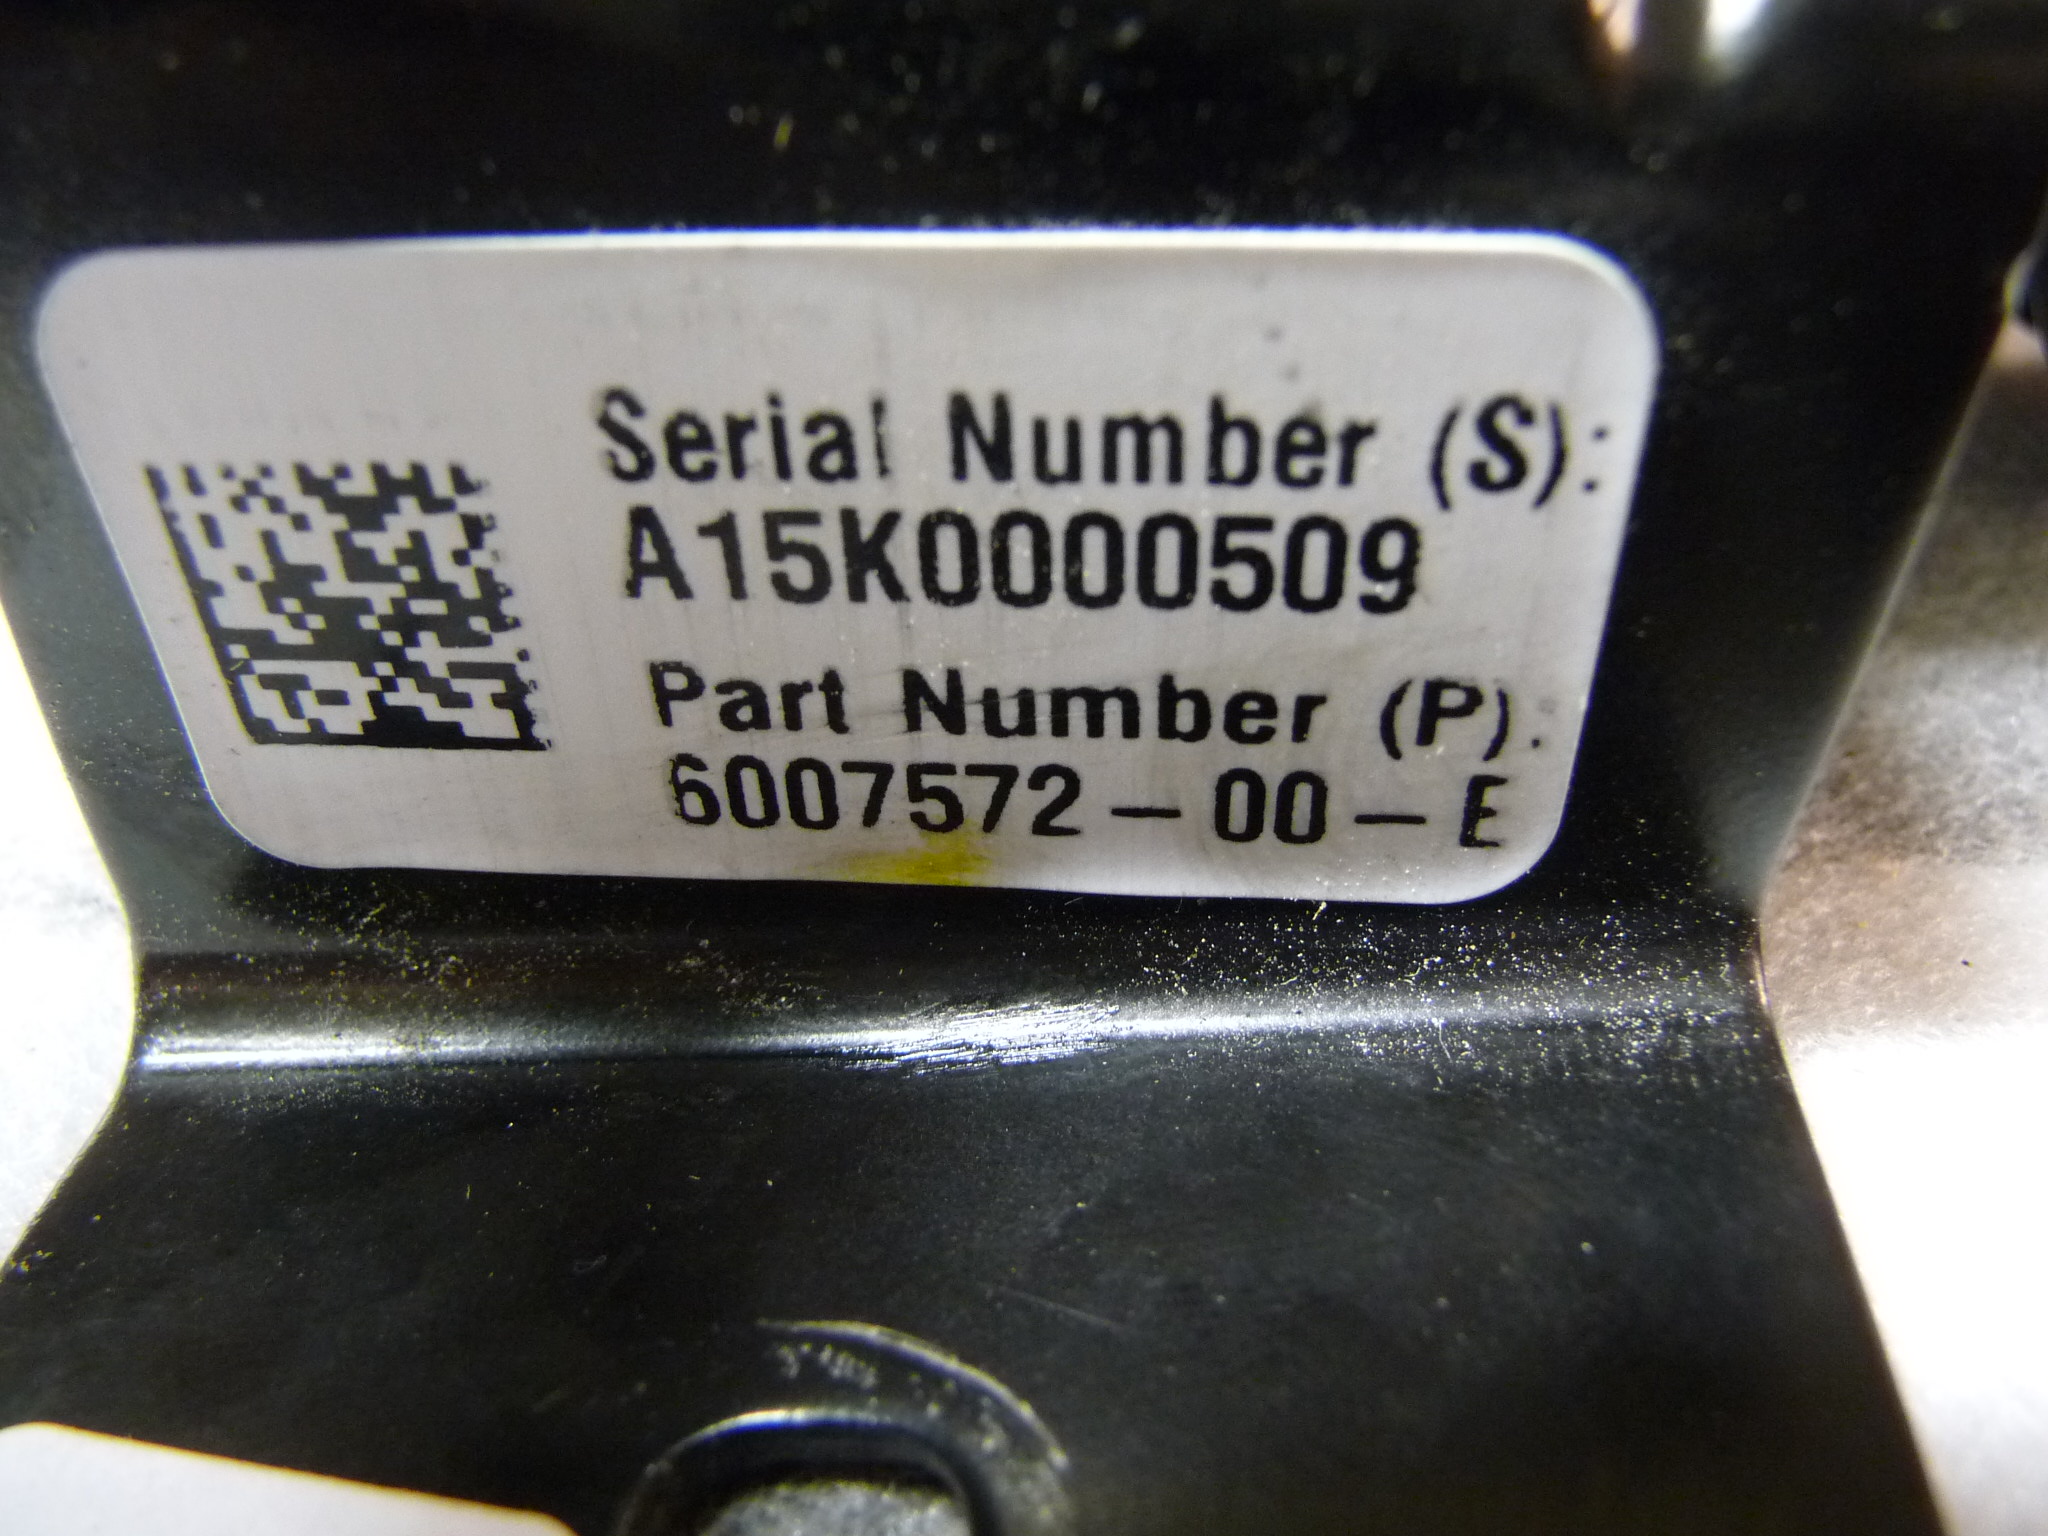 Serial Number (S):
A15K0000509
Part Number (P):
6007572-00-E